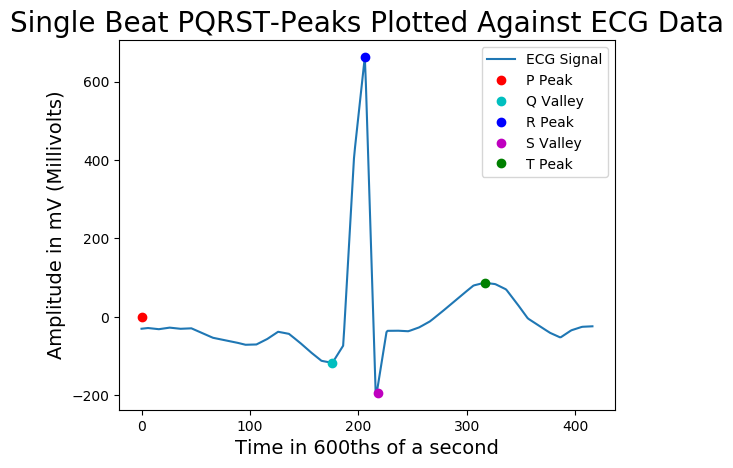 Single Beat PQRST-Peaks Plotted Against ECG Data
Amplitude in mV (Millivolts)
600
400
200
0
−200
ECG Signal
P Peak
Q Valley
R Peak
S Valley
T Peak
0 100 200 300 400
Time in 600ths of a second